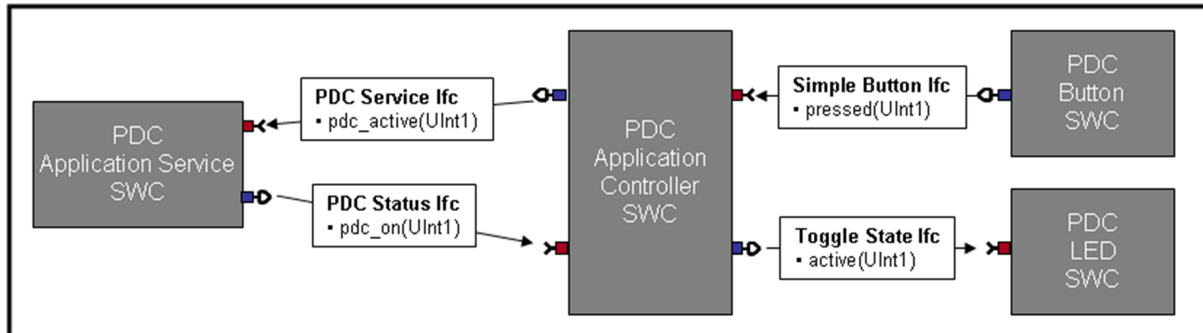 PDC
Application Service
SWC
PDC Service Ifc
▪ pdc_active(UInt1)
PDC Status Ifc
▪ pdc_on(UInt1)
PDC
Application
Controller
SWC
Simple Button Ifc
▪ pressed(UInt1)
Toggle State Ifc
▪ active(UInt1)
PDC
Button
SWC
PDC
LED
SWC